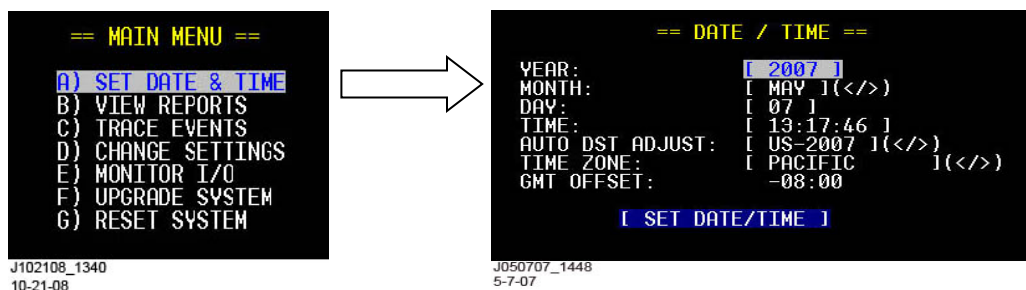 == MAIN MENU ==
A) SET DATE & TIME
B) VIEW REPORTS
C) TRACE EVENTS
D) CHANGE SETTINGS
E) MONITOR I/O
F) UPGRADE SYSTEM
G) RESET SYSTEM
J102108_1340
10-21-08
== DATE / TIME ==
YEAR: [ 2007 ]
MONTH: [ MAY ](</>)
DAY: [ 07 ]
TIME: [ 13:17:46 ]
AUTO DST ADJUST: [ US-2007 ](</>)
TIME ZONE: [ PACIFIC ](</>)
GMT OFFSET: -08:00
[ SET DATE/TIME ]
J050707_1448
5-7-07